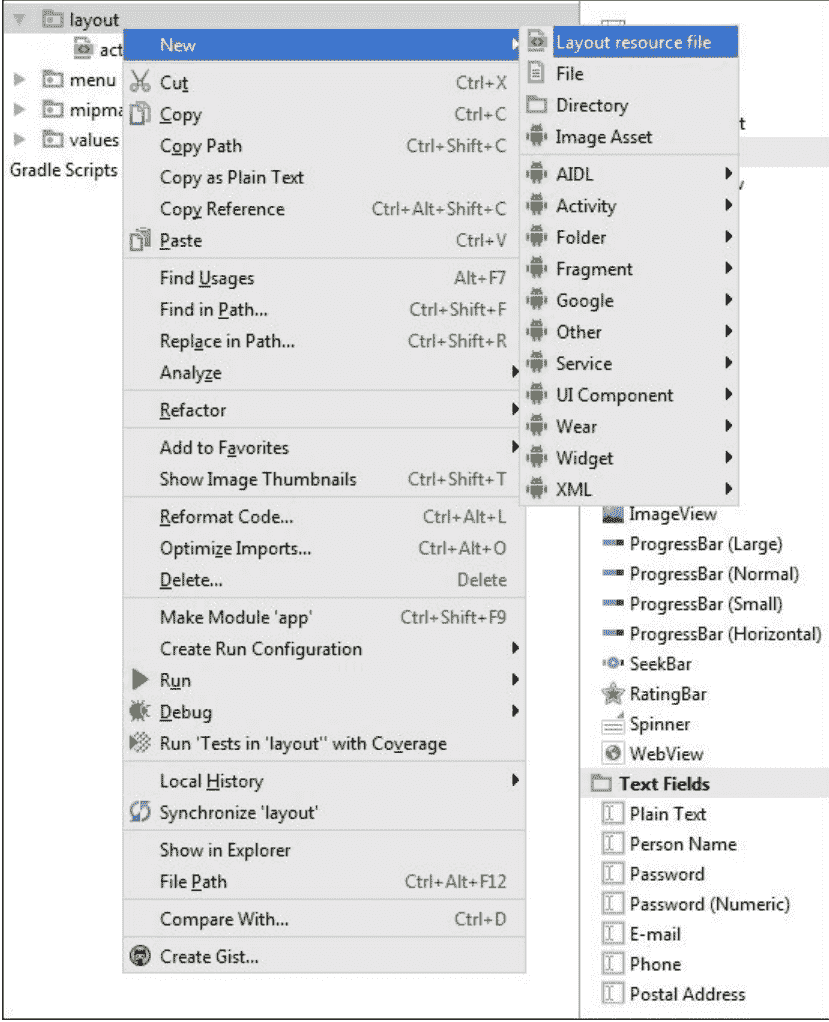 layout
act
menu
mipma
values
Gradle Scripts
New
Cut Ctrl+X
Copy Ctrl+C
Copy Path Ctrl+Shift+C
Copy as Plain Text
Copy Reference Ctrl+Alt+Shift+C
Paste Ctrl+V
Find Usages Alt+F7
Find in Path... Ctrl+Shift+F
Replace in Path... Ctrl+Shift+R
Analyze
Refactor
Add to Favorites
Show Image Thumbnails Ctrl+Shift+T
Reformat Code... Ctrl+Alt+L
Optimize Imports... Ctrl+Alt+O
Delete... Delete
Make Module 'app' Ctrl+Shift+F9
Create Run Configuration
Run
Debug
Run 'Tests in 'layout'' with Coverage
Local History
Synchronize 'layout'
Show in Explorer
File Path Ctrl+Alt+F12
Compare With... Ctrl+D
Create Gist...
Layout resource file
File
Directory
Image Asset
AIDL
Activity
Folder
Fragment
Google
Other
Service
UI Component
Wear
Widget
XML
ImageView
ProgressBar (Large)
ProgressBar (Normal)
ProgressBar (Small)
ProgressBar (Horizontal)
SeekBar
RatingBar
Spinner
WebView
Text Fields
Plain Text
Person Name
Password
Password (Numeric)
E-mail
Phone
Postal Address